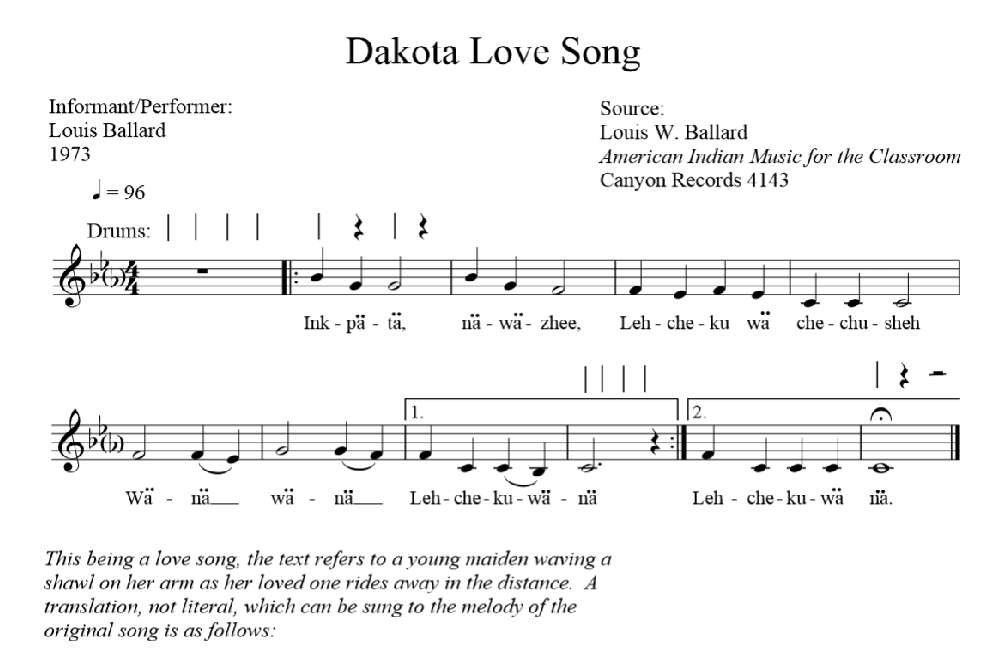 Dakota Love Song
Informant/Performer:
Louis Ballard
1973
Source:
Louis W. Ballard
American Indian Music for the Classroom
Canyon Records 4143
♩ = 96
Drums:
4/4
Ink - pä - tä, nä - wä - zhee, Leh - che - ku wä che - chu - sheh
1. 2.
Wä - nä wä - nä Leh - che - ku - wä - nä Leh - che - ku - wä nä.
This being a love song, the text refers to a young maiden waving a
shawl on her arm as her loved one rides away in the distance. A
translation, not literal, which can be sung to the melody of the
original song is as follows: